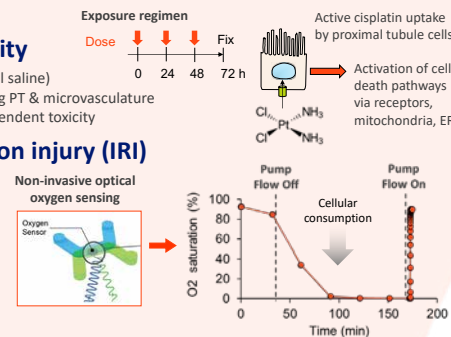 Exposure regimen
Dose
Fix
0 24 48 72 h
Active cisplatin uptake
by proximal tubule cells
Activation of cell
death pathways
via receptors,
mitochondria, ER
Cl NH3
Pt
Cl NH3
l saline)
g PT & microvasculature
endent toxicity
on injury (IRI)
Non-invasive optical
oxygen sensing
Oxygen
Sensor
Pump
Flow Off
Pump
Flow On
Cellular
consumption
O2 saturation (%)
100
80
60
40
20
0
0 50 100 150 200
Time (min)